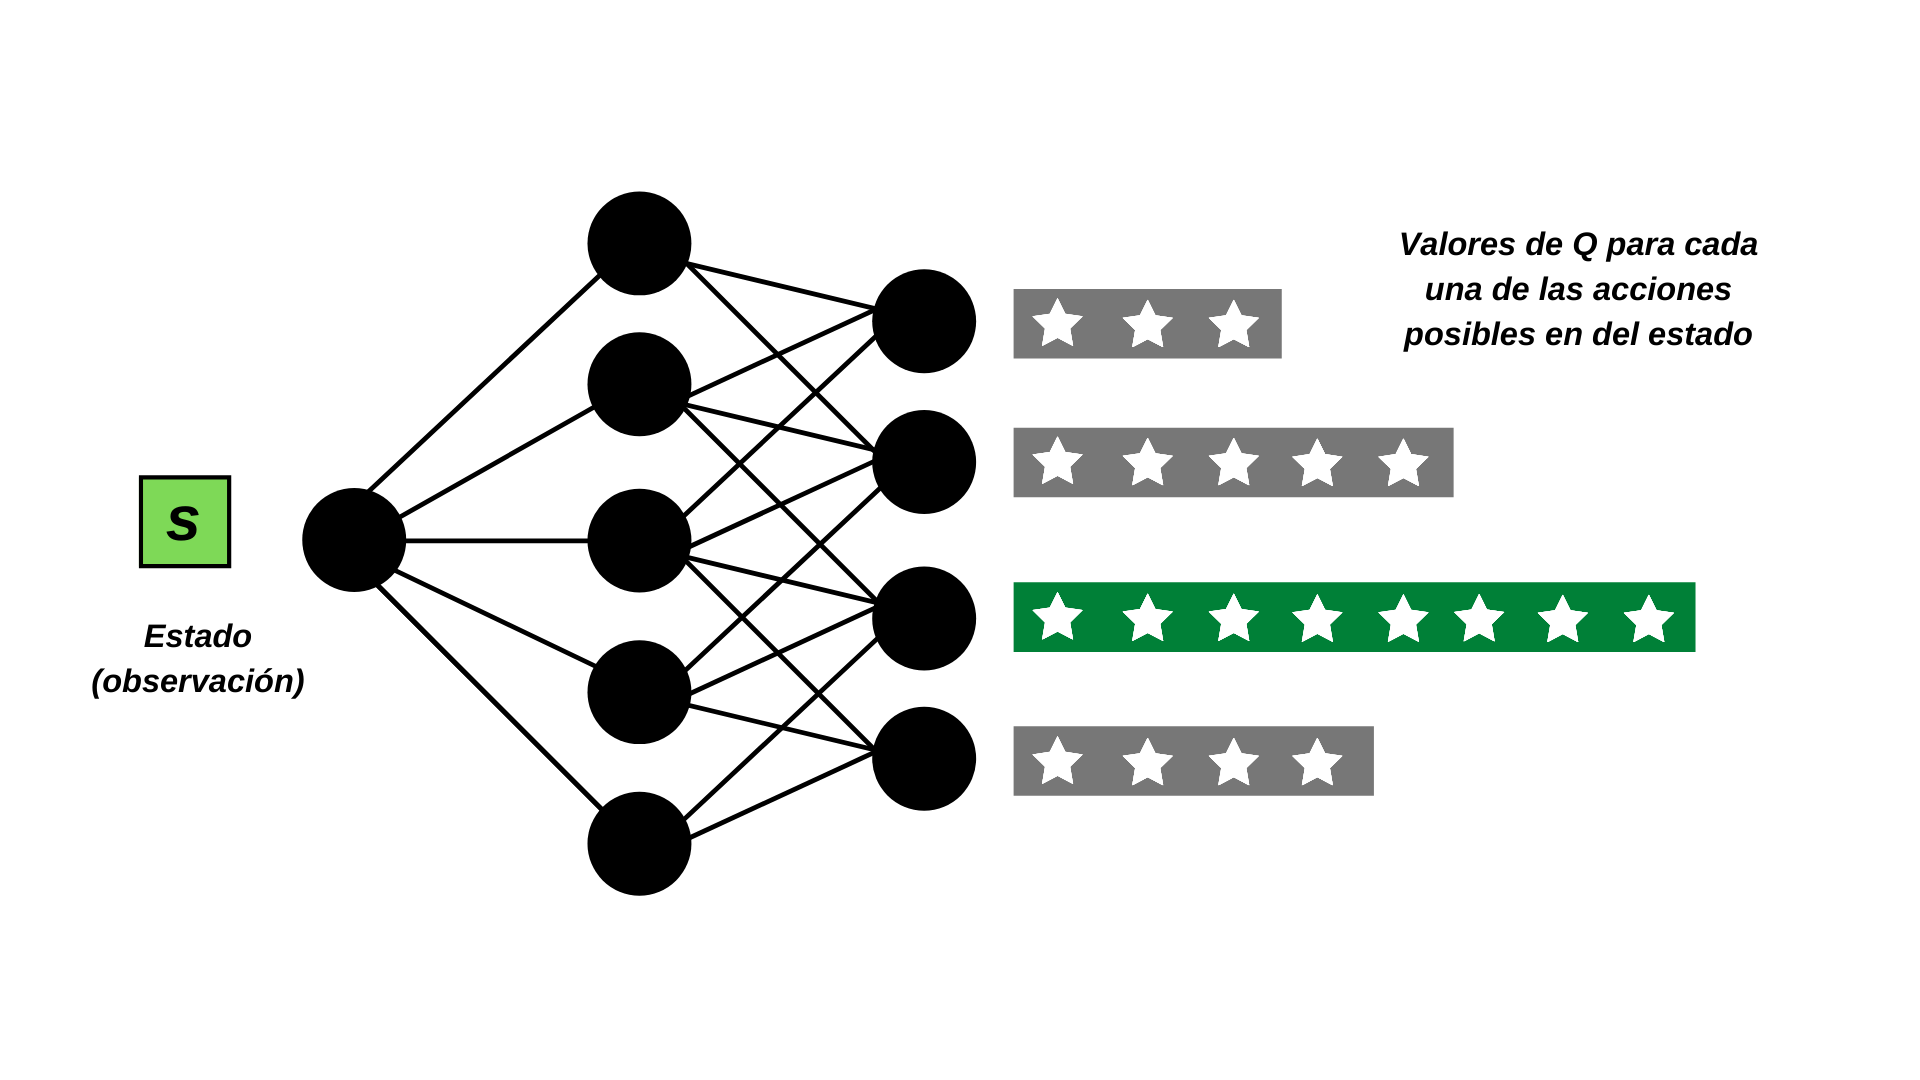 s
Estado
(observación)
Valores de Q para cada
una de las acciones
posibles en del estado